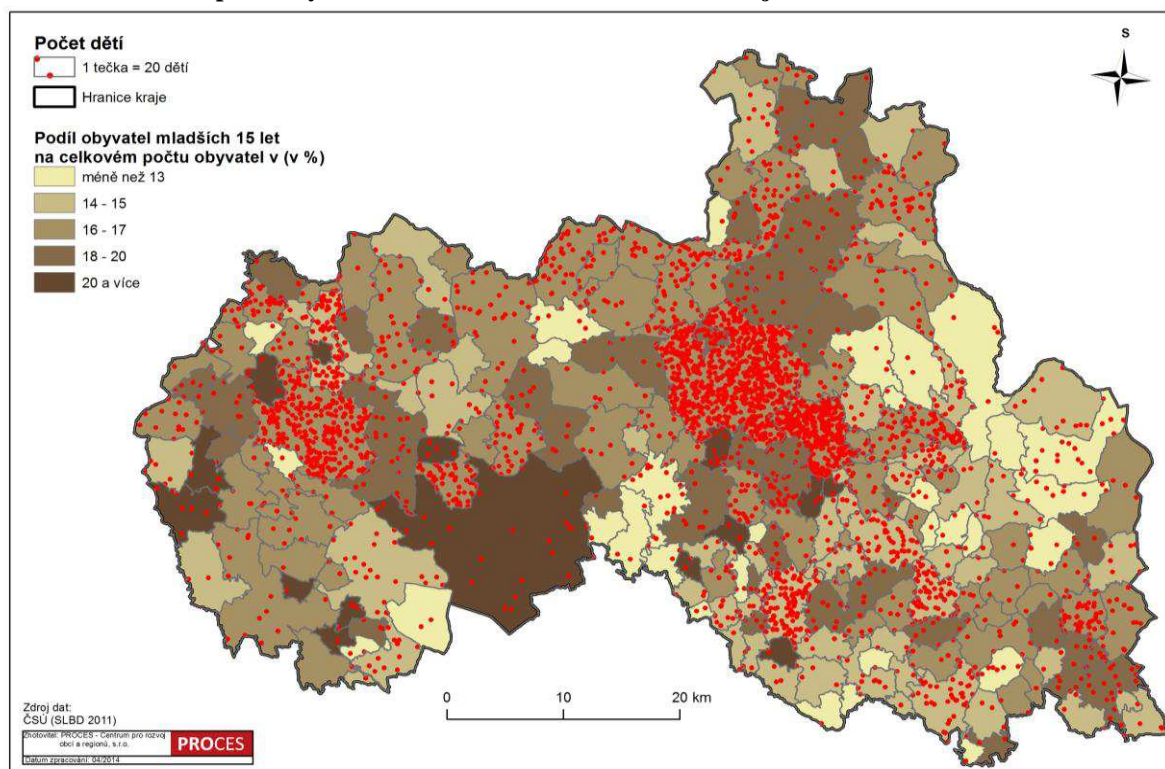 Počet dětí
1 tečka = 20 dětí
Hranice kraje
Podíl obyvatel mladších 15 let
na celkovém počtu obyvatel v (v %)
méně než 13
14 - 15
16 - 17
18 - 20
20 a více
S
0 10 20 km
Zdroj dat:
ČSÚ (SLBD 2011)
Zhotovitel: PROCES - Centrum pro rozvoj
obcí a regionů, s.r.o.
PROCES
Datum zpracování: 04/2014